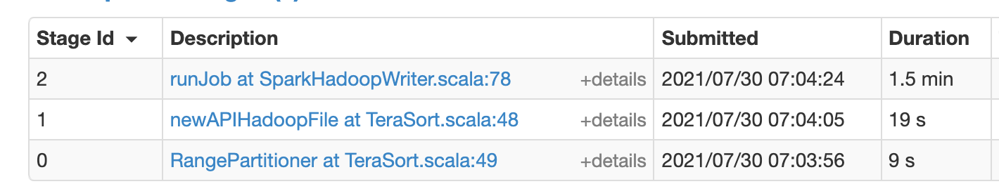 Stage Id Description Submitted Duration
2 runJob at SparkHadoopWriter.scala:78 +details 2021/07/30 07:04:24 1.5 min
1 newAPIHadoopFile at TeraSort.scala:48 +details 2021/07/30 07:04:05 19 s
0 RangePartitioner at TeraSort.scala:49 +details 2021/07/30 07:03:56 9 s